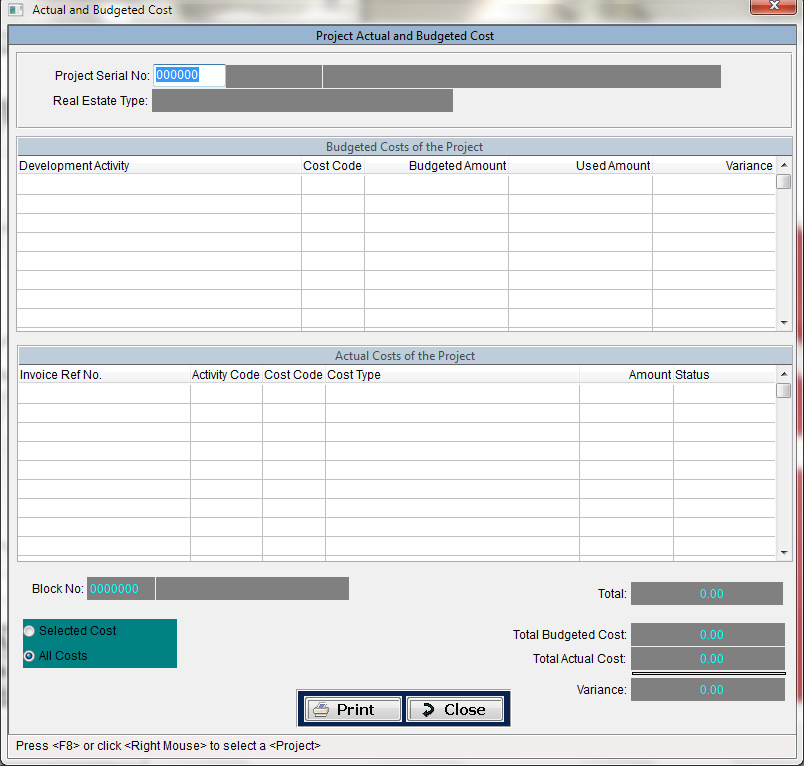 Actual and Budgeted Cost
Project Actual and Budgeted Cost
Project Serial No: 000000
Real Estate Type:
Budgeted Costs of the Project
Development Activity Cost Code Budgeted Amount Used Amount Variance
Actual Costs of the Project
Invoice Ref No. Activity Code Cost Code Cost Type Amount Status
Block No: 0000000
Total: 0.00
Selected Cost
Total Budgeted Cost: 0.00
All Costs
Total Actual Cost: 0.00
Variance: 0.00
Print Close
Press <F8> or click <Right Mouse> to select a <Project>